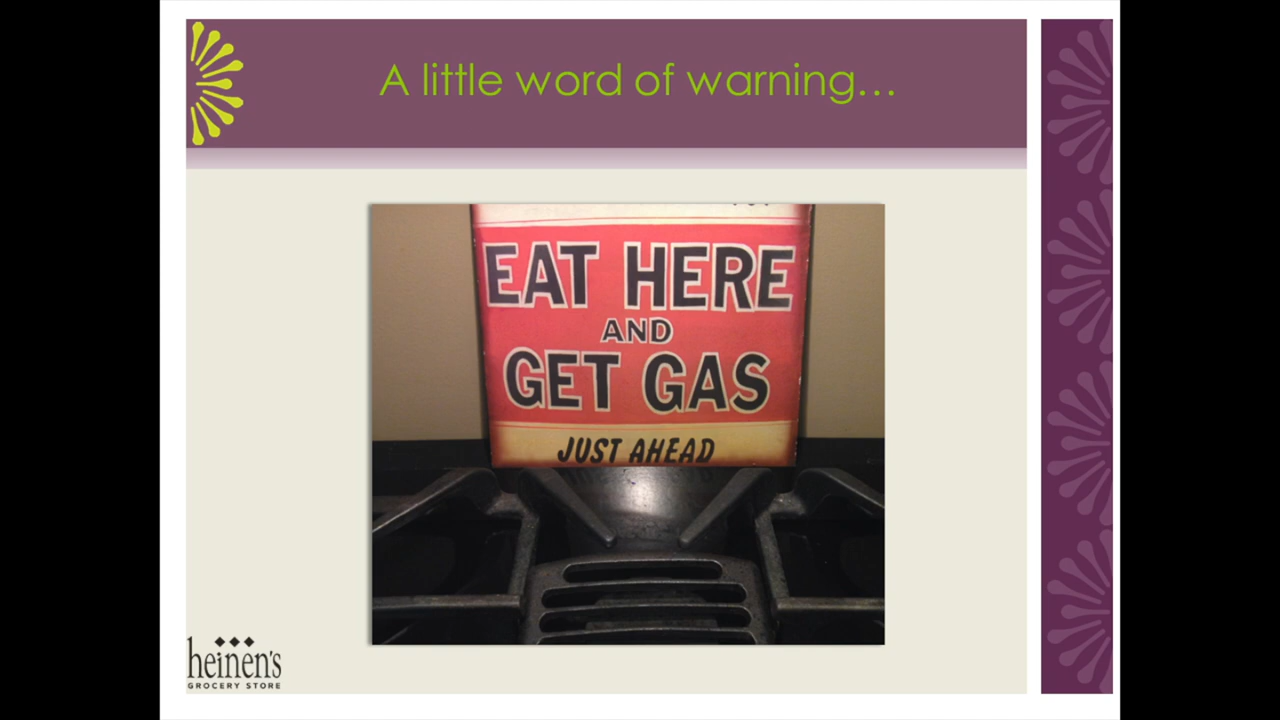 A little word of warning...
EAT HERE
AND
GET GAS
JUST AHEAD
heinen's
GROCERY STORE